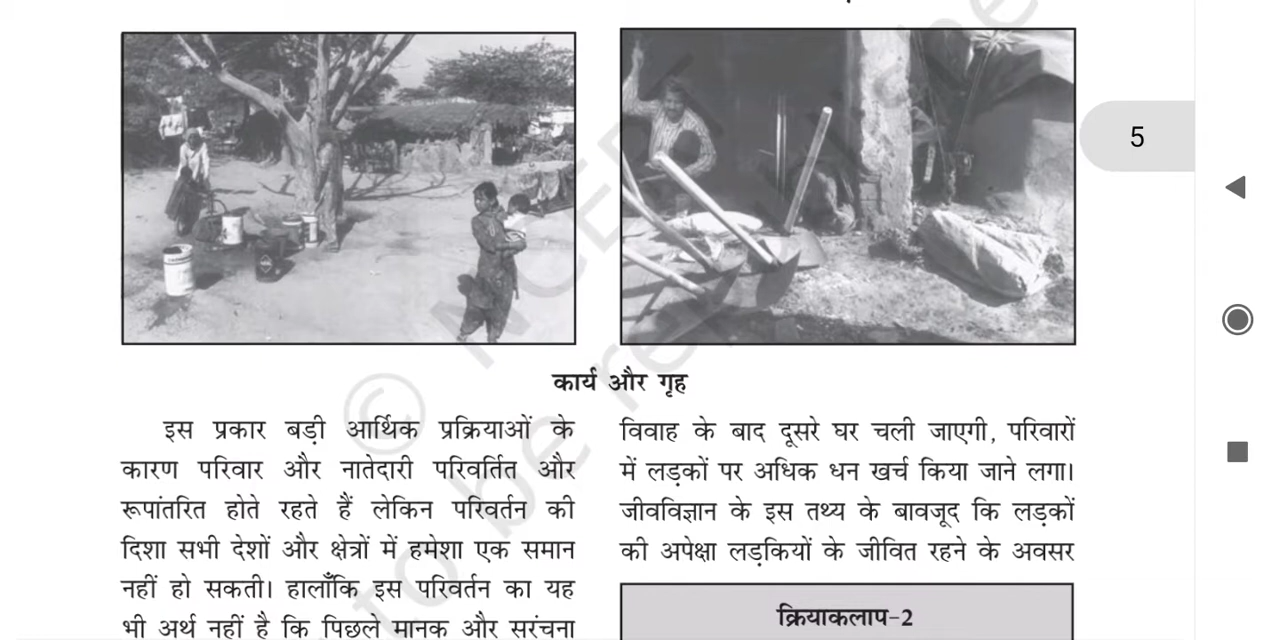 5
कार्य और गृह
इस प्रकार बड़ी आर्थिक प्रक्रियाओं के
कारण परिवार और नातेदारी परिवर्तित और
रूपांतरित होते रहते हैं लेकिन परिवर्तन की
दिशा सभी देशों और क्षेत्रों में हमेशा एक समान
नहीं हो सकती। हालाँकि इस परिवर्तन का यह
भी अर्थ नहीं है कि पिछले मानक और सरंचना
विवाह के बाद दूसरे घर चली जाएगी, परिवारों
में लड़कों पर अधिक धन खर्च किया जाने लगा।
जीवविज्ञान के इस तथ्य के बावजूद कि लड़कों
की अपेक्षा लड़कियों के जीवित रहने के अवसर
क्रियाकलाप-2